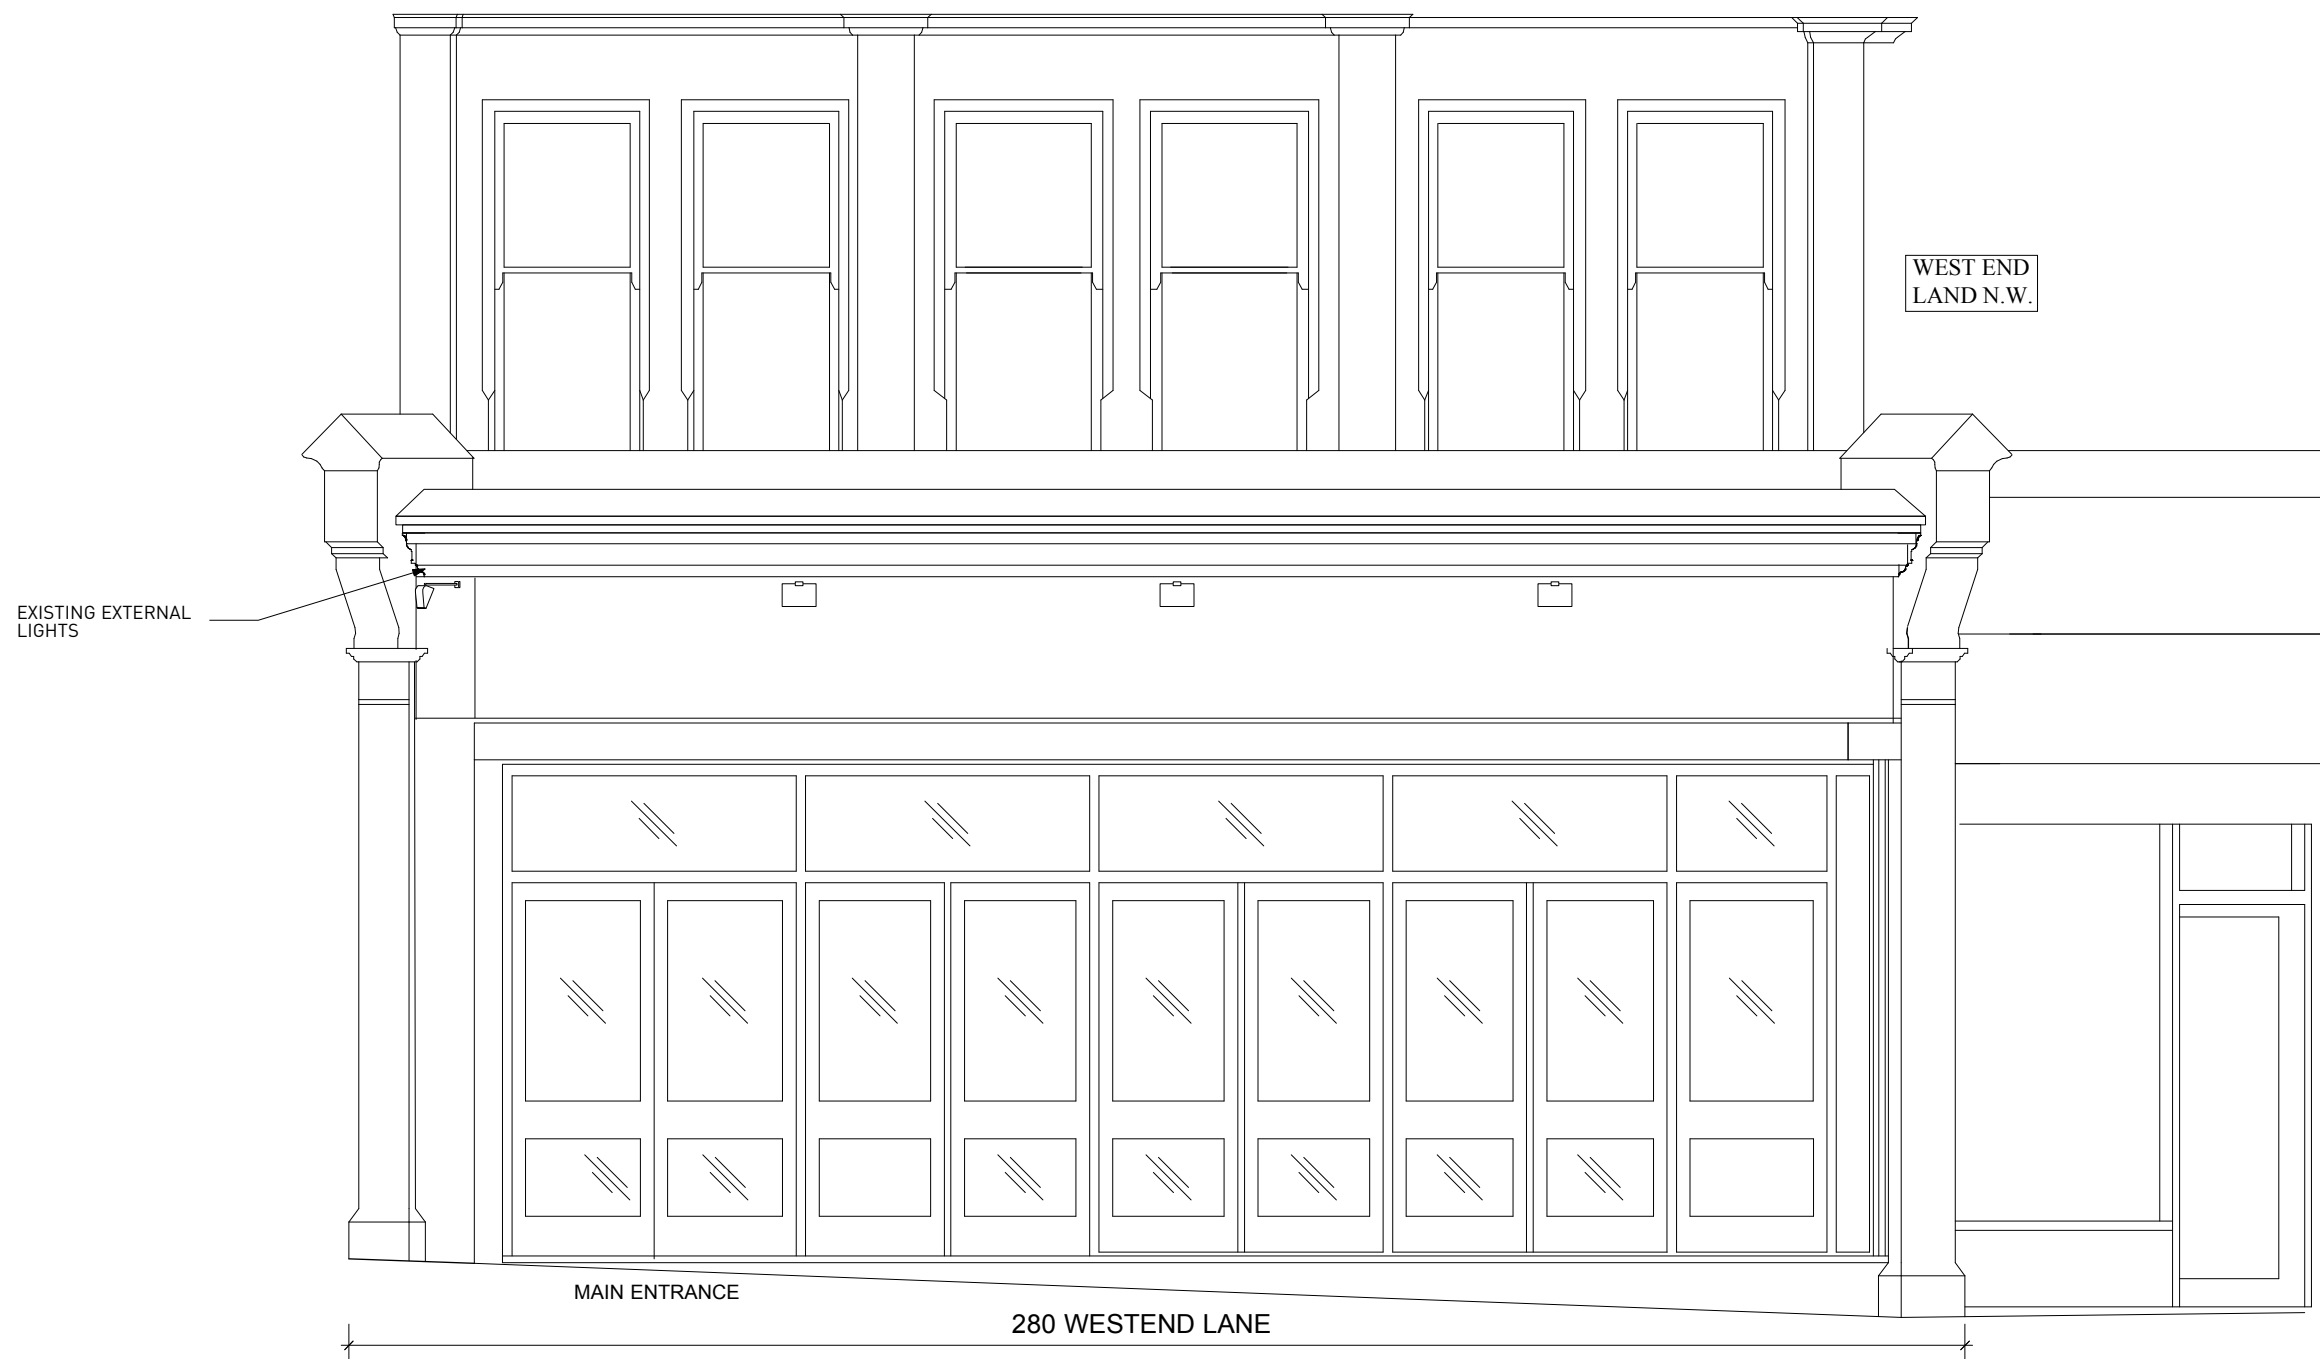 WEST END
LAND N.W.
EXISTING EXTERNAL
LIGHTS
MAIN ENTRANCE
280 WESTEND LANE